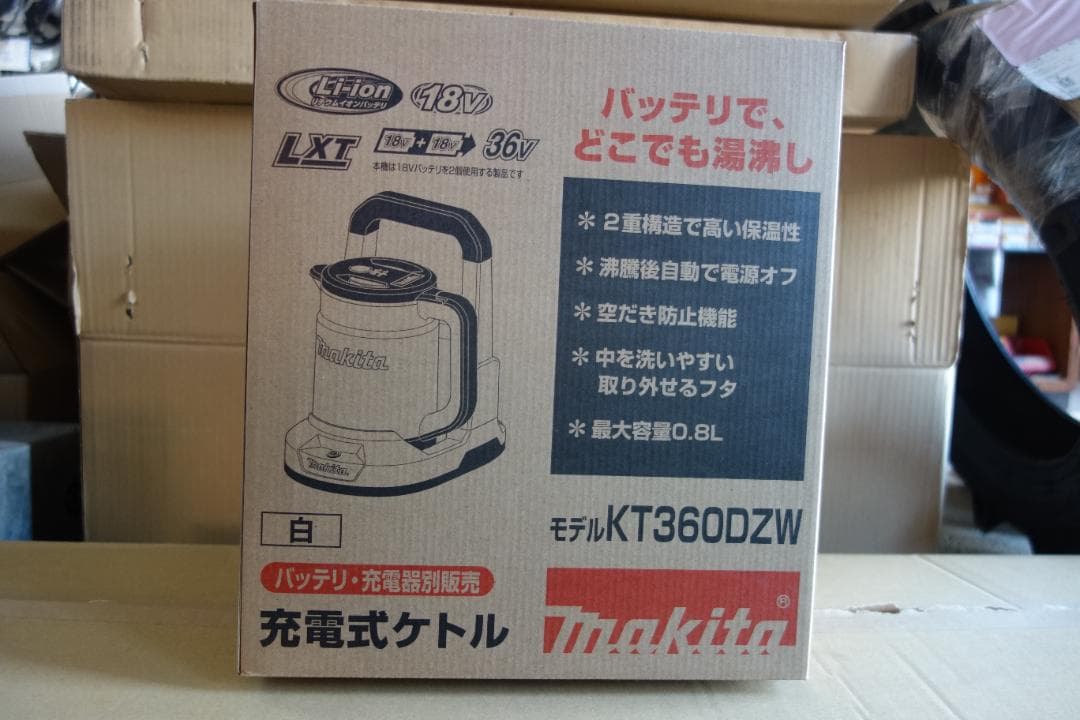 Li-ion
リチウムイオンバッテリ
18V
LXT
18V + 18V 36V
本機は18Vバッテリを2個使用する製品です
バッテリで、
どこでも湯沸し
＊ 2重構造で高い保温性
＊ 沸騰後自動で電源オフ
＊ 空だき防止機能
＊ 中を洗いやすい
取り外せるフタ
＊ 最大容量0.8L
makita
makita
白
モデルKT360DZW
バッテリ・充電器別販売
充電式ケトル
makita®